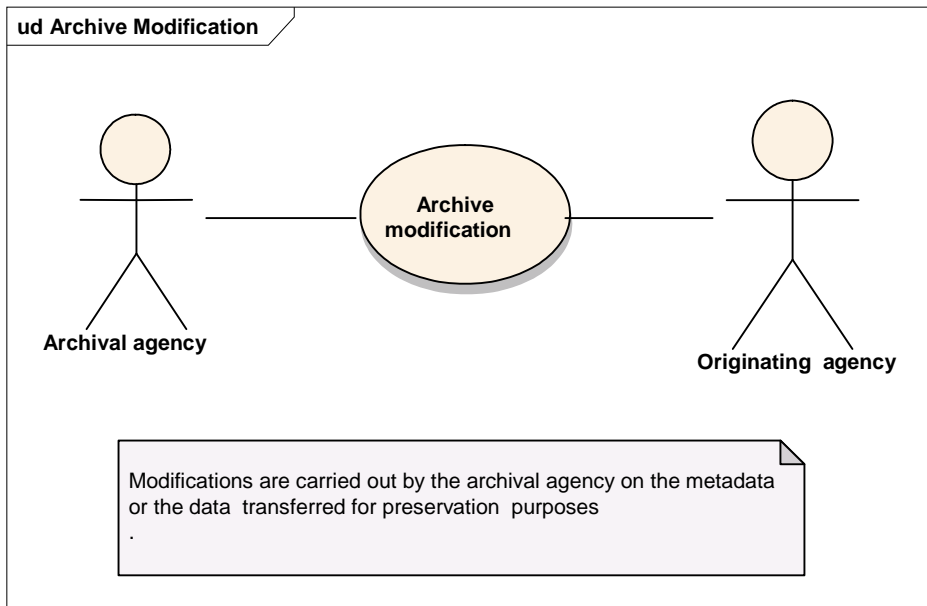 ud Archive Modification
Archive
modification
Archival agency
Originating agency
Modifications are carried out by the archival agency on the metadata
or the data transferred for preservation purposes
.